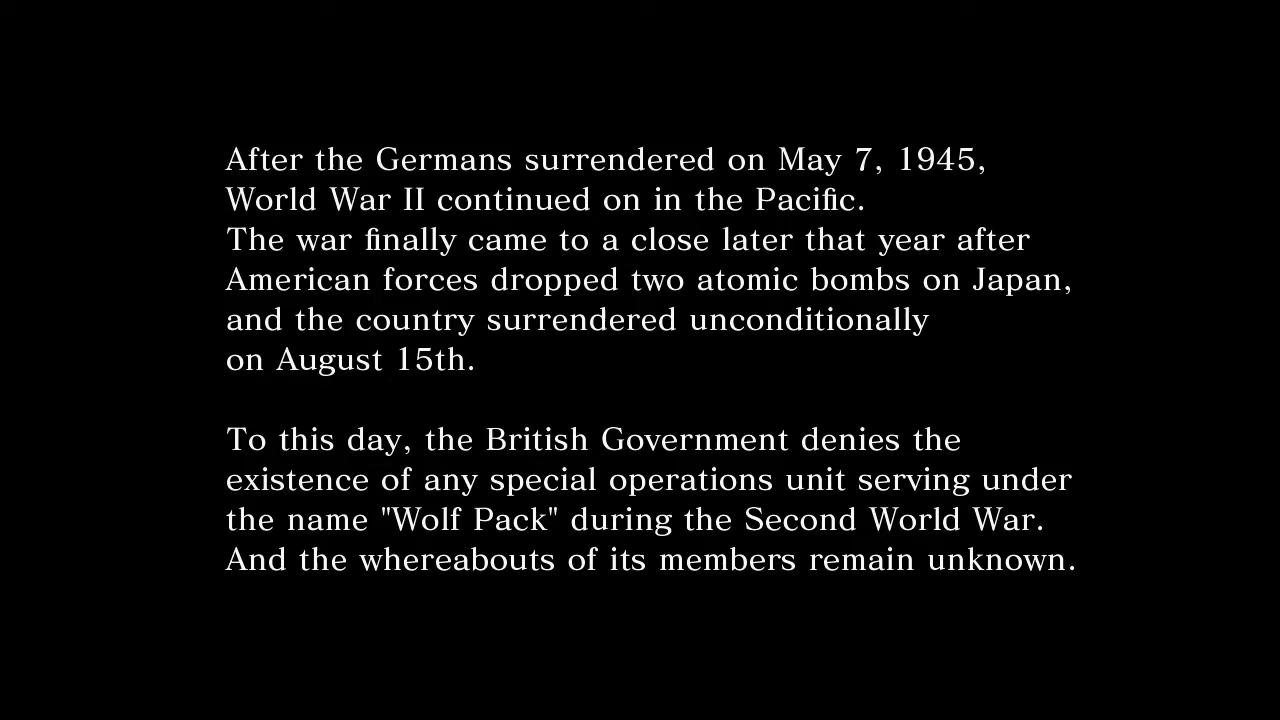 After the Germans surrendered on May 7, 1945,
World War II continued on in the Pacific.
The war finally came to a close later that year after
American forces dropped two atomic bombs on Japan,
and the country surrendered unconditionally
on August 15th.
To this day, the British Government denies the
existence of any special operations unit serving under
the name "Wolf Pack" during the Second World War.
And the whereabouts of its members remain unknown.